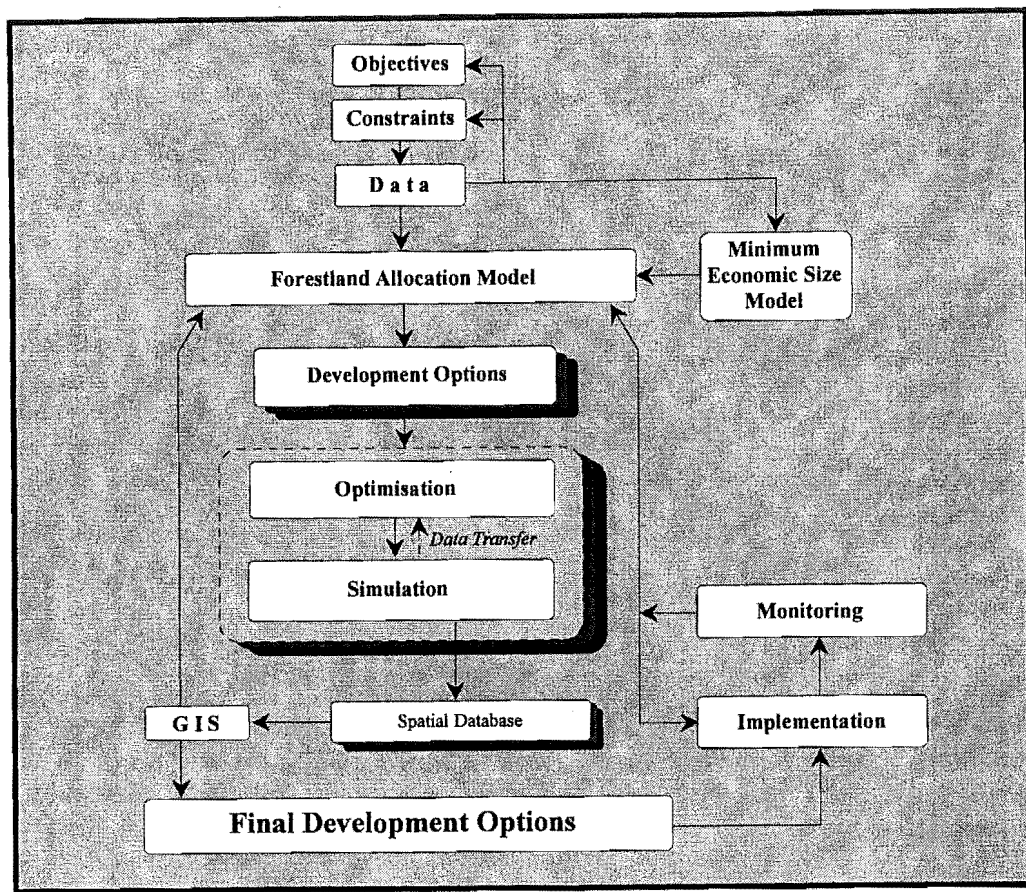 Objectives
Constraints
D a t a
Minimum
Economic Size
Model
Forestland Allocation Model
Development Options
Optimisation
Data Transfer
Simulation
Monitoring
G I S
Spatial Database
Implementation
Final Development Options